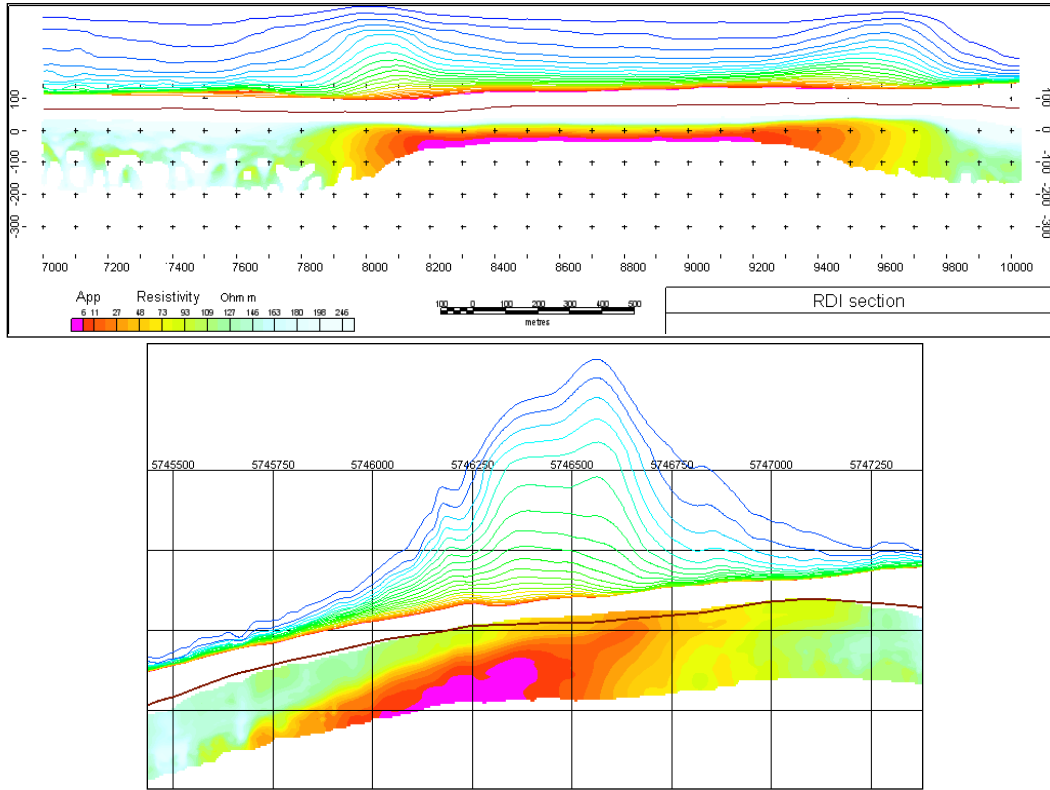 100 100
0 0
-100 -100
-200 -200
-300 -300
7000 7200 7400 7600 7800 8000 8200 8400 8600 8800 9000 9200 9400 9600 9800 10000
App Resistivity Ohm m
6 11 27 48 73 93 109 127 146 163 180 198 246
100 0 100 200 300 400 500
metres
RDI section
5745500 5745750 5746000 5746250 5746500 5746750 5747000 5747250